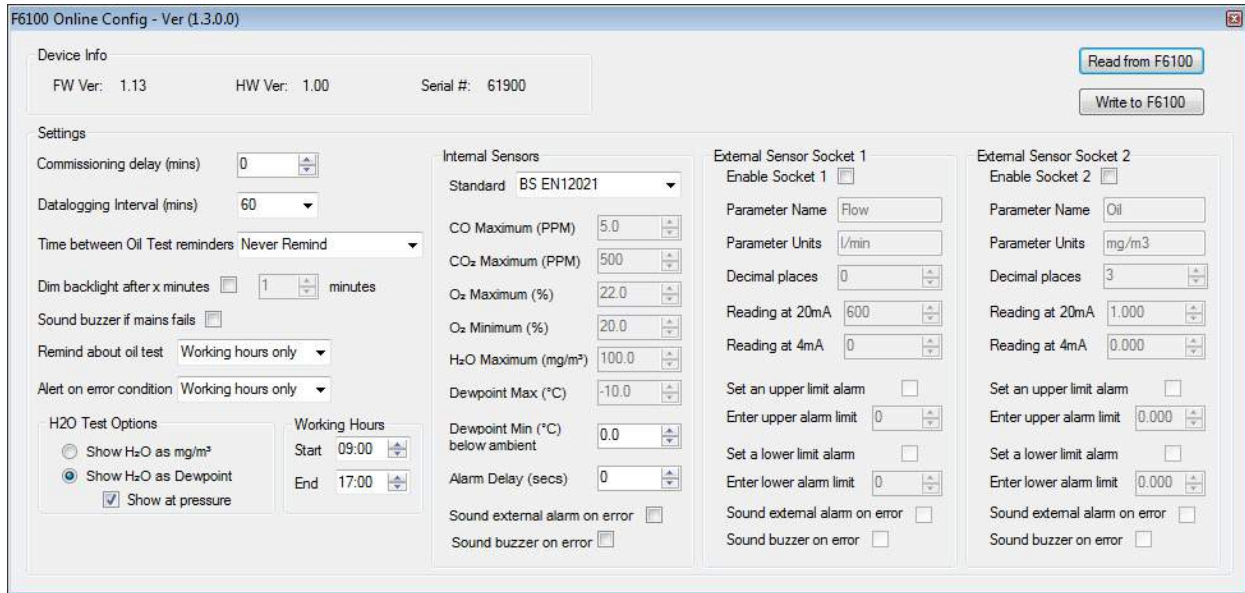 F6100 Online Config - Ver (1.3.0.0)
Device Info
FW Ver: 1.13 HW Ver: 1.00 Serial #: 61900
Read from F6100
Write to F6100
Settings
Commissioning delay (mins) 0
Datalogging Interval (mins) 60
Time between Oil Test reminders Never Remind
Dim backlight after x minutes 1 minutes
Sound buzzer if mains fails
Remind about oil test Working hours only
Alert on error condition Working hours only
H2O Test Options
Show H₂O as mg/m³
Show H₂O as Dewpoint
Show at pressure
Working Hours
Start 09:00
End 17:00
Internal Sensors
Standard BS EN12021
CO Maximum (PPM) 5.0
CO₂ Maximum (PPM) 500
O₂ Maximum (%) 22.0
O₂ Minimum (%) 20.0
H₂O Maximum (mg/m³) 100.0
Dewpoint Max (°C) -10.0
Dewpoint Min (°C) 0.0
below ambient
Alarm Delay (secs) 0
Sound external alarm on error
Sound buzzer on error
External Sensor Socket 1
Enable Socket 1
Parameter Name Flow
Parameter Units l/min
Decimal places 0
Reading at 20mA 600
Reading at 4mA 0
Set an upper limit alarm
Enter upper alarm limit 0
Set a lower limit alarm
Enter lower alarm limit 0
Sound external alarm on error
Sound buzzer on error
External Sensor Socket 2
Enable Socket 2
Parameter Name Oil
Parameter Units mg/m3
Decimal places 3
Reading at 20mA 1.000
Reading at 4mA 0.000
Set an upper limit alarm
Enter upper alarm limit 0.000
Set a lower limit alarm
Enter lower alarm limit 0.000
Sound external alarm on error
Sound buzzer on error